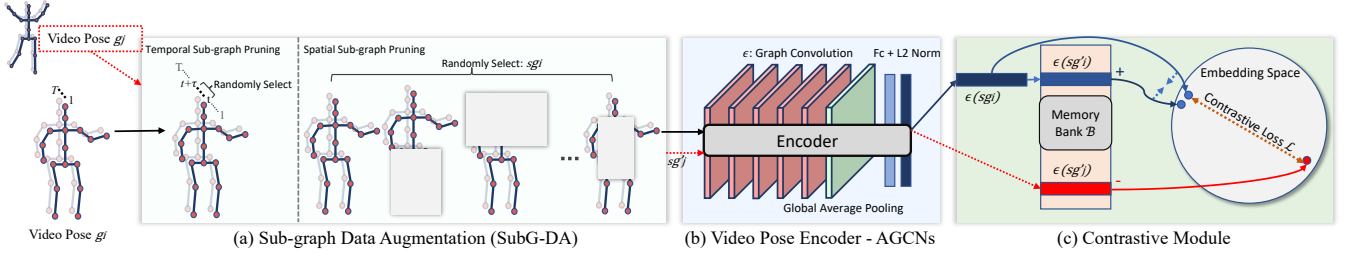 Video Pose gj
Temporal Sub-graph Pruning
Spatial Sub-graph Pruning
T
t+τ
Randomly Select
t
1
Randomly Select: sgi
T
1
Video Pose gi
(a) Sub-graph Data Augmentation (SubG-DA)
sg'j
ϵ: Graph Convolution
Fc + L2 Norm
Encoder
Global Average Pooling
(b) Video Pose Encoder - AGCNs
ϵ(sgi)
ϵ(sg'i)
+
Memory
Bank ℬ
ϵ(sg'j)
-
Embedding Space
Contrastive Loss ℒ
(c) Contrastive Module